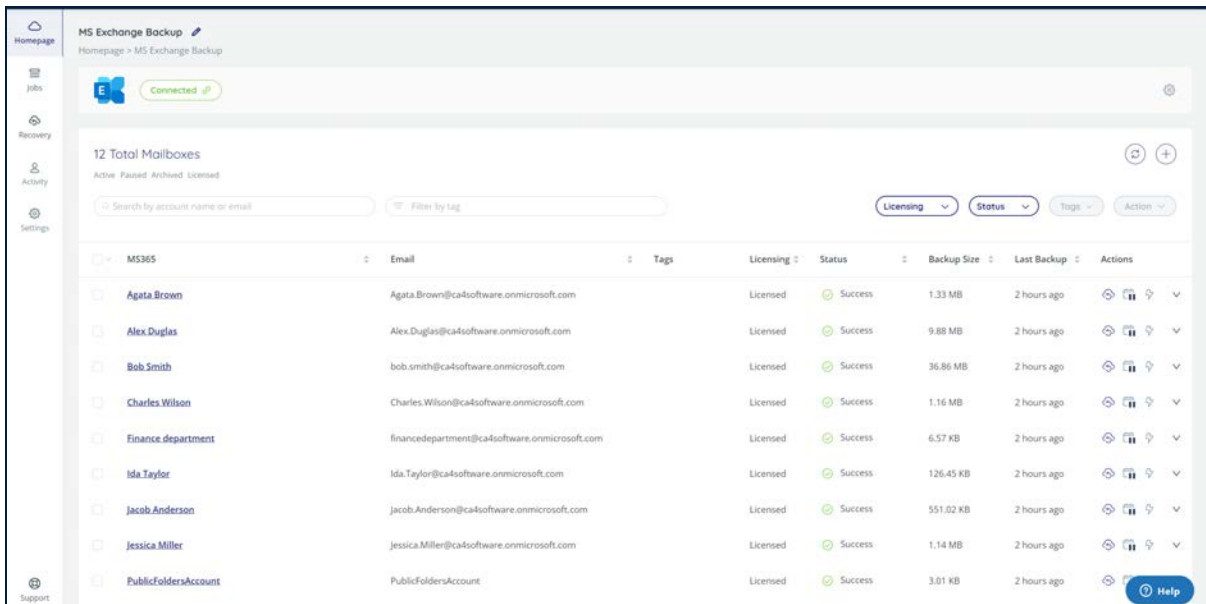 Homepage
Jobs
Recovery
Activity
Settings
Support
MS Exchange Backup
Homepage > MS Exchange Backup
E
Connected
12 Total Mailboxes
Active Paused Archived Licensed
Search by account name or email
Filter by tag
Licensing
Status
Tags
Action
MS365 Email Tags Licensing Status Backup Size Last Backup Actions
Agata Brown Agata.Brown@ca4software.onmicrosoft.com Licensed Success 1.33 MB 2 hours ago
Alex Duglas Alex.Duglas@ca4software.onmicrosoft.com Licensed Success 9.88 MB 2 hours ago
Bob Smith bob.smith@ca4software.onmicrosoft.com Licensed Success 36.86 MB 2 hours ago
Charles Wilson Charles.Wilson@ca4software.onmicrosoft.com Licensed Success 1.16 MB 2 hours ago
Finance department financedepartment@ca4software.onmicrosoft.com Licensed Success 6.57 KB 2 hours ago
Ida Taylor Ida.Taylor@ca4software.onmicrosoft.com Licensed Success 126.45 KB 2 hours ago
Jacob Anderson Jacob.Anderson@ca4software.onmicrosoft.com Licensed Success 551.02 KB 2 hours ago
Jessica Miller Jessica.Miller@ca4software.onmicrosoft.com Licensed Success 1.14 MB 2 hours ago
PublicFoldersAccount PublicFoldersAccount Licensed Success 3.01 KB 2 hours ago
Help